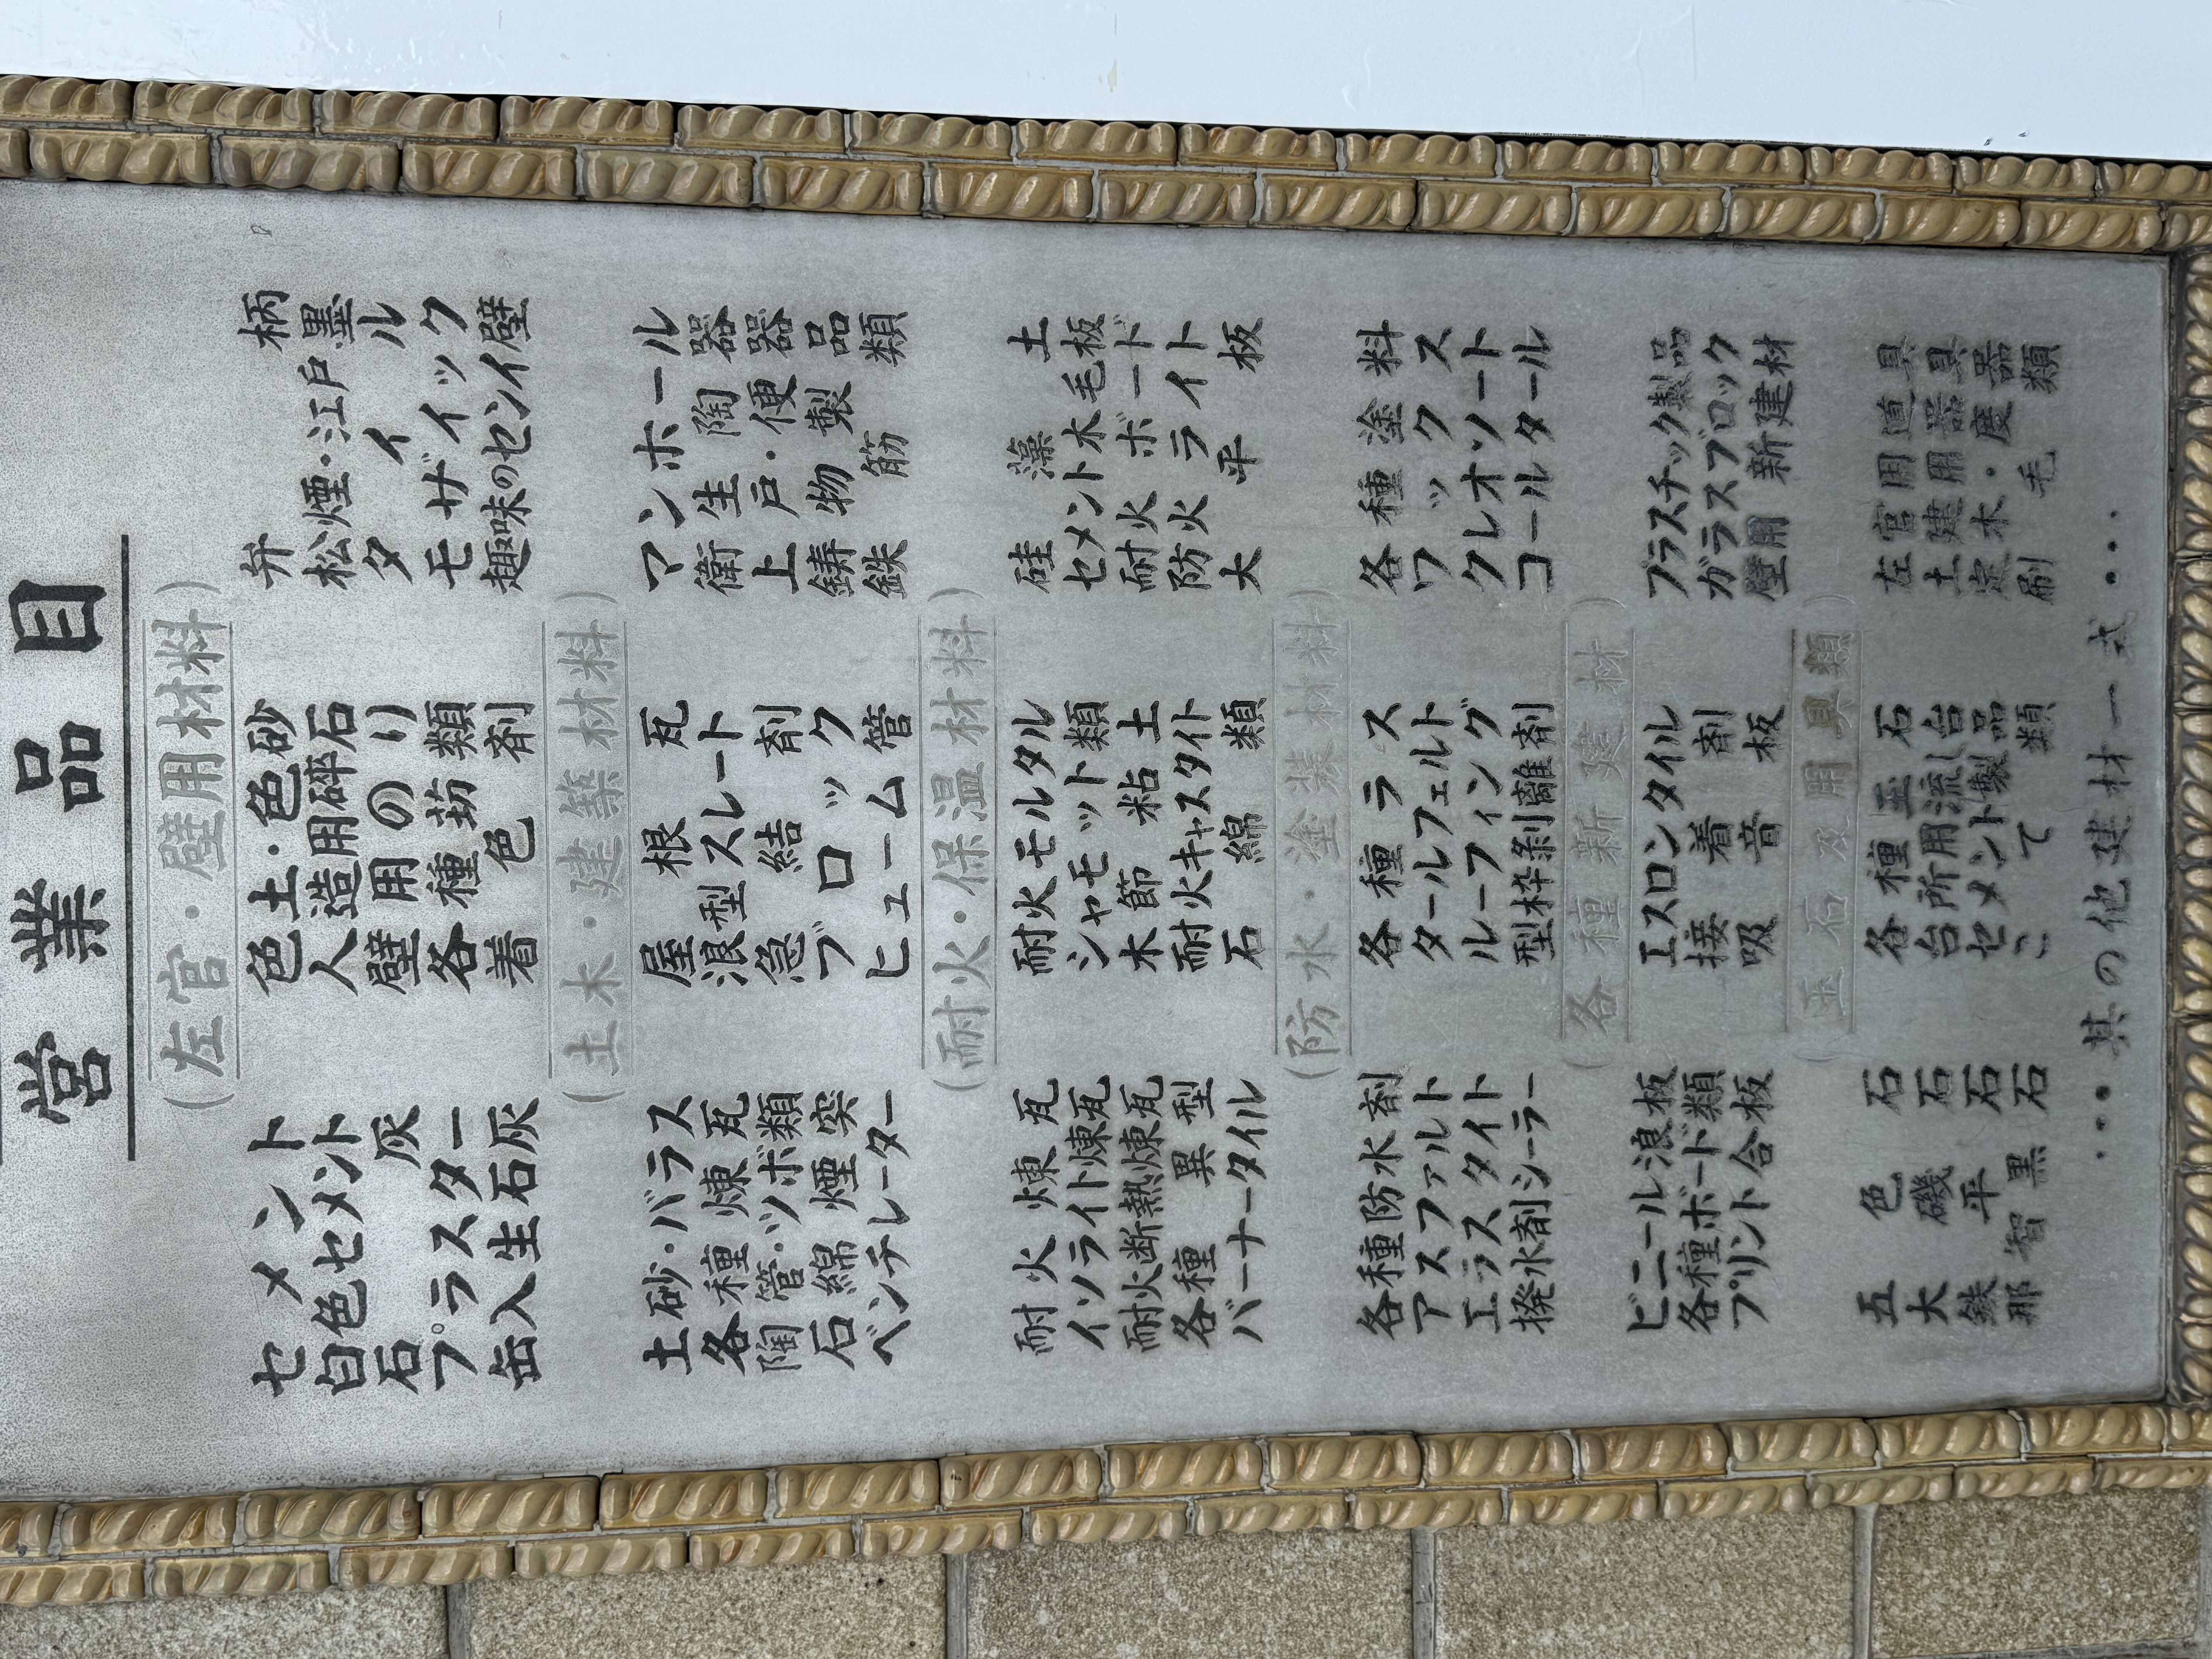 営業品目
(左官・壁用材料)
セメント 色土・色砂 弁柄
白色セメント 人造用砕石 松煙・江戸墨
石灰 壁用のり タイル
プラスター 各種苆類 モザイック
缶入生石灰 着色剤 趣味のセンイ壁
(土木・建築材料)
土砂・バラス 屋根瓦 マンホール
各種煉瓦 浪型スレート 衛生陶器
陶管・ツボ類 急結剤 上戸・便器
石綿煙突 ブロック 鋳物製品
ベンチレーター ヒューム管 鉄筋類
(耐火・保温材料)
耐火煉瓦 耐火モルタル 硅藻土
イソライト煉瓦 シャモット類 セメント木毛板
耐火断熱煉瓦 木節粘土 耐火ボード
各種異型 耐火キャスタイト 防火ライト
バーナータイル 石綿類 大平板
(防水・塗装材料)
各種防水剤 各種ラス 各種塗料
アスファルト タールフェルト ワックス
エラスタイト ルーフィング クレオソート
撥水剤シーラー 型枠剝離剤 コールタール
(各種新建材)
ビニール浪板 エスロンタイル プラスチック製品
各種ボード類 接着剤 ガラスブロック
プリント合板 吸音板 壁用新建材
(玉石及用具類)
五色石 各種玉石 左官用道具
大磯石 台所用流し台 土建用器具
鉄平石 セメント製品 定木・度器
那智黒石 こて類 刷毛類
・・・其の他建材一式・・・